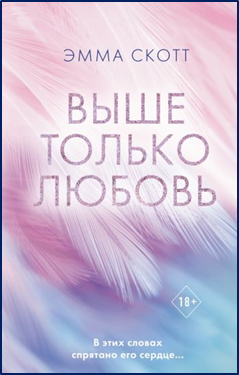 ЭММА СКОТТ
ВЫШЕ
ТОЛЬКО
ЛЮБОВЬ
18+
В этих словах
спрятано его сердце...